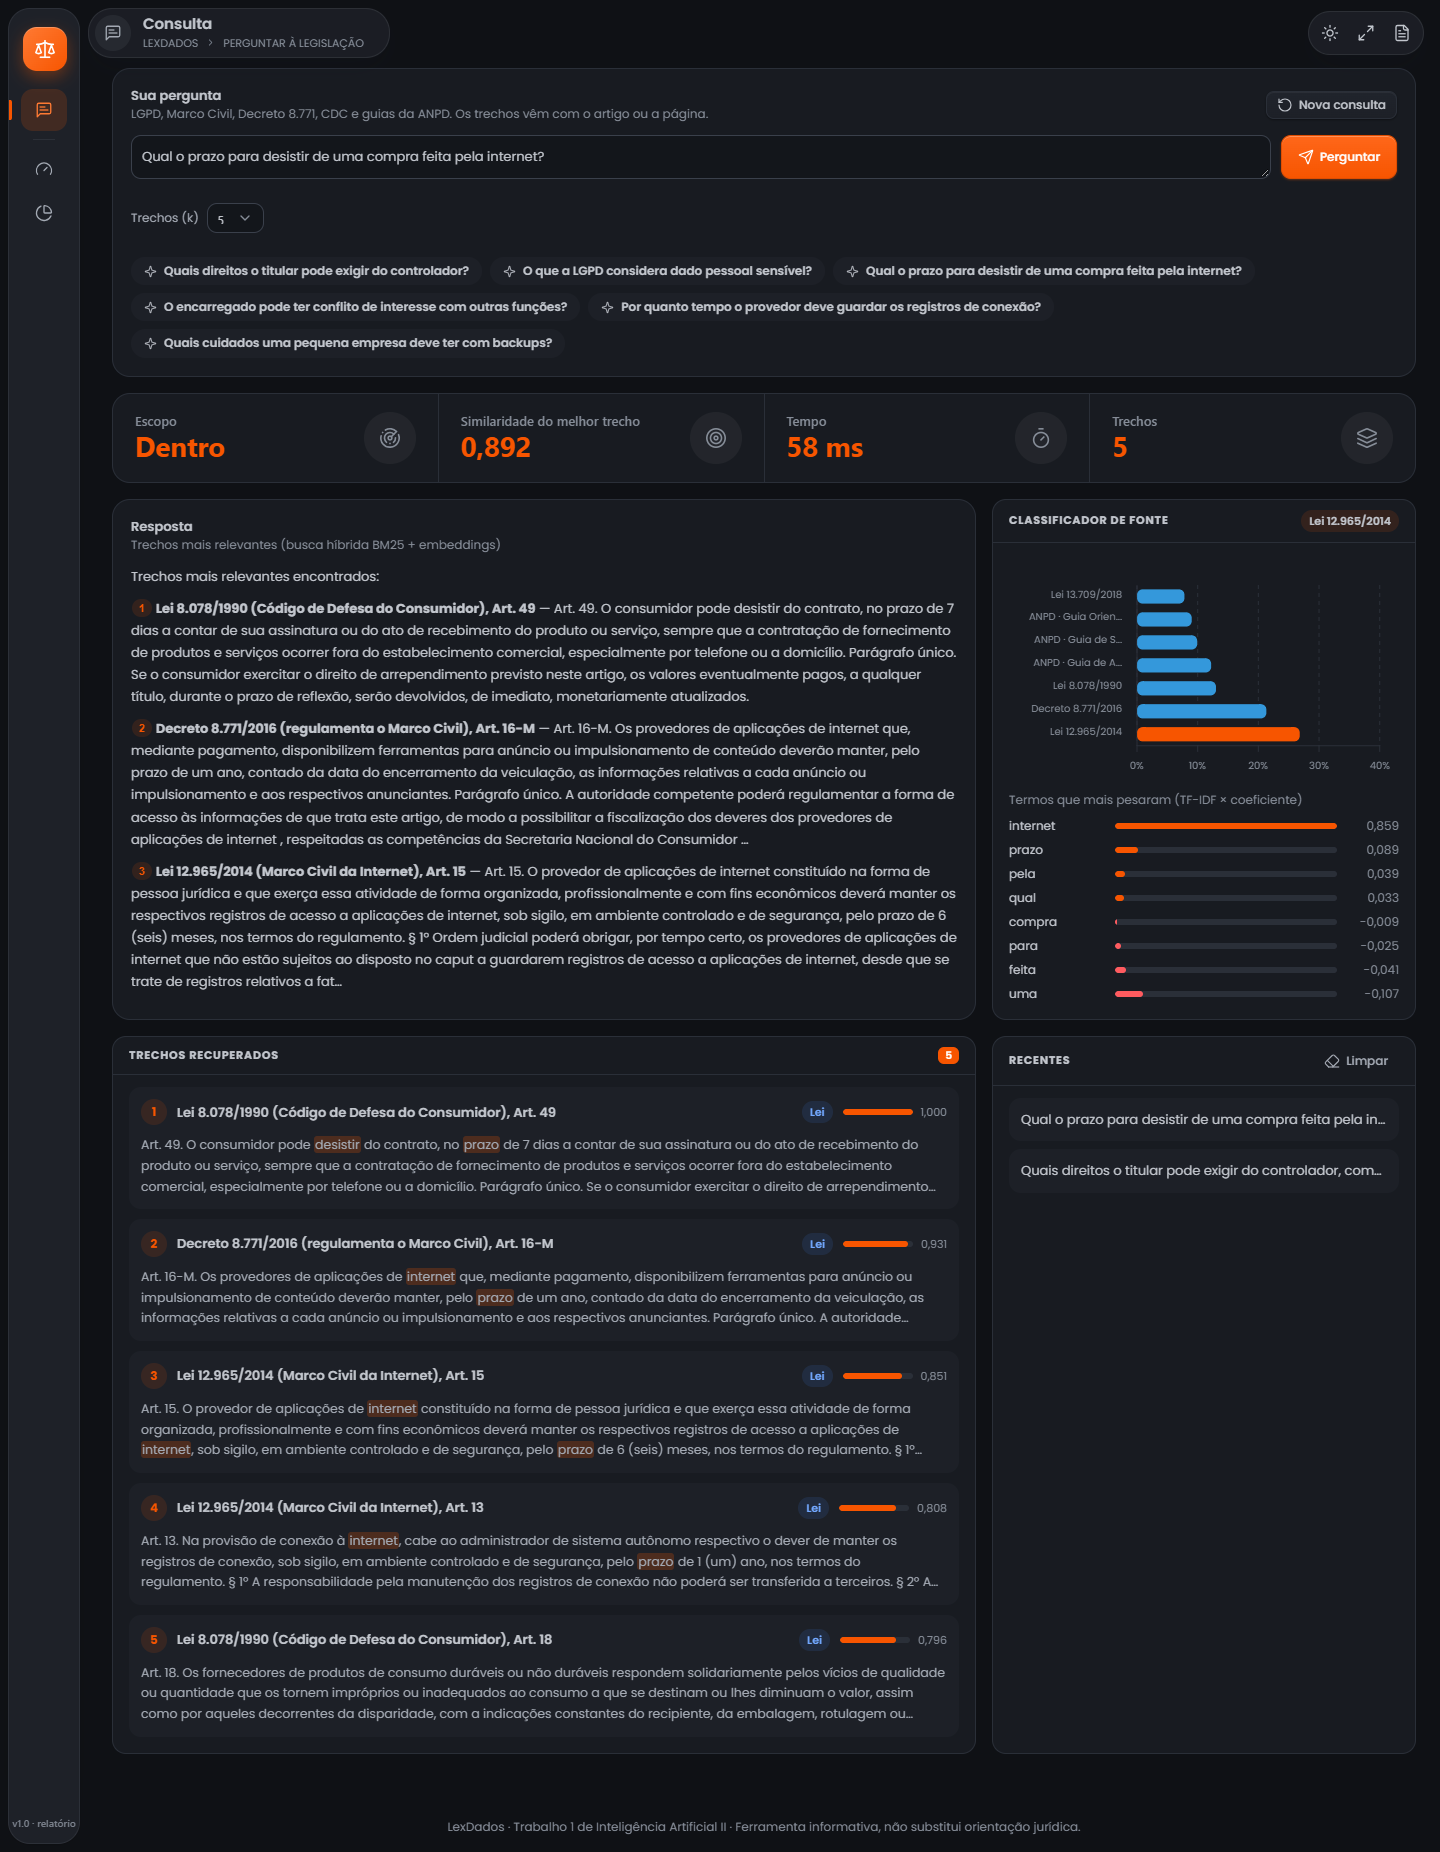 Consulta
LEXDADOS > PERGUNTAR À LEGISLAÇÃO
Sua pergunta
LGPD, Marco Civil, Decreto 8.771, CDC e guias da ANPD. Os trechos vêm com o artigo ou a página.
Nova consulta
Qual o prazo para desistir de uma compra feita pela internet?
Perguntar
Trechos (k) 5
Quais direitos o titular pode exigir do controlador?
O que a LGPD considera dado pessoal sensível?
Qual o prazo para desistir de uma compra feita pela internet?
O encarregado pode ter conflito de interesse com outras funções?
Por quanto tempo o provedor deve guardar os registros de conexão?
Quais cuidados uma pequena empresa deve ter com backups?
Escopo
Dentro
Similaridade do melhor trecho
0,892
Tempo
58 ms
Trechos
5
Resposta
Trechos mais relevantes (busca híbrida BM25 + embeddings)
Trechos mais relevantes encontrados:
1 Lei 8.078/1990 (Código de Defesa do Consumidor), Art. 49 — Art. 49. O consumidor pode desistir do contrato, no prazo de 7
dias a contar de sua assinatura ou do ato de recebimento do produto ou serviço, sempre que a contratação de fornecimento
de produtos e serviços ocorrer fora do estabelecimento comercial, especialmente por telefone ou a domicílio. Parágrafo único.
Se o consumidor exercitar o direito de arrependimento previsto neste artigo, os valores eventualmente pagos, a qualquer
título, durante o prazo de reflexão, serão devolvidos, de imediato, monetariamente atualizados.
2 Decreto 8.771/2016 (regulamenta o Marco Civil), Art. 16-M — Art. 16-M. Os provedores de aplicações de internet que,
mediante pagamento, disponibilizem ferramentas para anúncio ou impulsionamento de conteúdo deverão manter, pelo
prazo de um ano, contado da data do encerramento da veiculação, as informações relativas a cada anúncio ou
impulsionamento e aos respectivos anunciantes. Parágrafo único. A autoridade competente poderá regulamentar a forma de
acesso às informações de que trata este artigo, de modo a possibilitar a fiscalização dos deveres dos provedores de
aplicações de internet , respeitadas as competências da Secretaria Nacional do Consumidor ...
3 Lei 12.965/2014 (Marco Civil da Internet), Art. 15 — Art. 15. O provedor de aplicações de internet constituído na forma de
pessoa jurídica e que exerça essa atividade de forma organizada, profissionalmente e com fins econômicos deverá manter os
respectivos registros de acesso a aplicações de internet, sob sigilo, em ambiente controlado e de segurança, pelo prazo de 6
(seis) meses, nos termos do regulamento. § 1º Ordem judicial poderá obrigar, por tempo certo, os provedores de aplicações de
internet que não estão sujeitos ao disposto no caput a guardarem registros de acesso a aplicações de internet, desde que se
trate de registros relativos a fat...
CLASSIFICADOR DE FONTE
Lei 12.965/2014
Lei 13.709/2018
ANPD · Guia Orien...
ANPD · Guia de S...
ANPD · Guia de A...
Lei 8.078/1990
Decreto 8.771/2016
Lei 12.965/2014
0% 10% 20% 30% 40%
Termos que mais pesaram (TF-IDF × coeficiente)
internet 0,859
prazo 0,089
pela 0,039
qual 0,033
compra −0,009
para −0,025
feita −0,041
uma −0,107
TRECHOS RECUPERADOS
5
1 Lei 8.078/1990 (Código de Defesa do Consumidor), Art. 49 Lei 1,000
Art. 49. O consumidor pode desistir do contrato, no prazo de 7 dias a contar de sua assinatura ou do ato de recebimento do
produto ou serviço, sempre que a contratação de fornecimento de produtos e serviços ocorrer fora do estabelecimento
comercial, especialmente por telefone ou a domicílio. Parágrafo único. Se o consumidor exercitar o direito de arrependimento...
2 Decreto 8.771/2016 (regulamenta o Marco Civil), Art. 16-M Lei 0,931
Art. 16-M. Os provedores de aplicações de internet que, mediante pagamento, disponibilizem ferramentas para anúncio ou
impulsionamento de conteúdo deverão manter, pelo prazo de um ano, contado da data do encerramento da veiculação, as
informações relativas a cada anúncio ou impulsionamento e aos respectivos anunciantes. Parágrafo único. A autoridade...
3 Lei 12.965/2014 (Marco Civil da Internet), Art. 15 Lei 0,851
Art. 15. O provedor de aplicações de internet constituído na forma de pessoa jurídica e que exerça essa atividade de forma
organizada, profissionalmente e com fins econômicos deverá manter os respectivos registros de acesso a aplicações de
internet, sob sigilo, em ambiente controlado e de segurança, pelo prazo de 6 (seis) meses, nos termos do regulamento. § 1º...
4 Lei 12.965/2014 (Marco Civil da Internet), Art. 13 Lei 0,808
Art. 13. Na provisão de conexão à internet, cabe ao administrador de sistema autônomo respectivo o dever de manter os
registros de conexão, sob sigilo, em ambiente controlado e de segurança, pelo prazo de 1 (um) ano, nos termos do
regulamento. § 1º A responsabilidade pela manutenção dos registros de conexão não poderá ser transferida a terceiros. § 2º A...
5 Lei 8.078/1990 (Código de Defesa do Consumidor), Art. 18 Lei 0,796
Art. 18. Os fornecedores de produtos de consumo duráveis ou não duráveis respondem solidariamente pelos vícios de qualidade
ou quantidade que os tornem impróprios ou inadequados ao consumo a que se destinam ou lhes diminuam o valor, assim
como por aqueles decorrentes da disparidade, com a indicações constantes do recipiente, da embalagem, rotulagem ou...
RECENTES
Limpar
Qual o prazo para desistir de uma compra feita pela in...
Quais direitos o titular pode exigir do controlador, com...
v1.0 · relatório
LexDados · Trabalho 1 de Inteligência Artificial II · Ferramenta informativa, não substitui orientação jurídica.